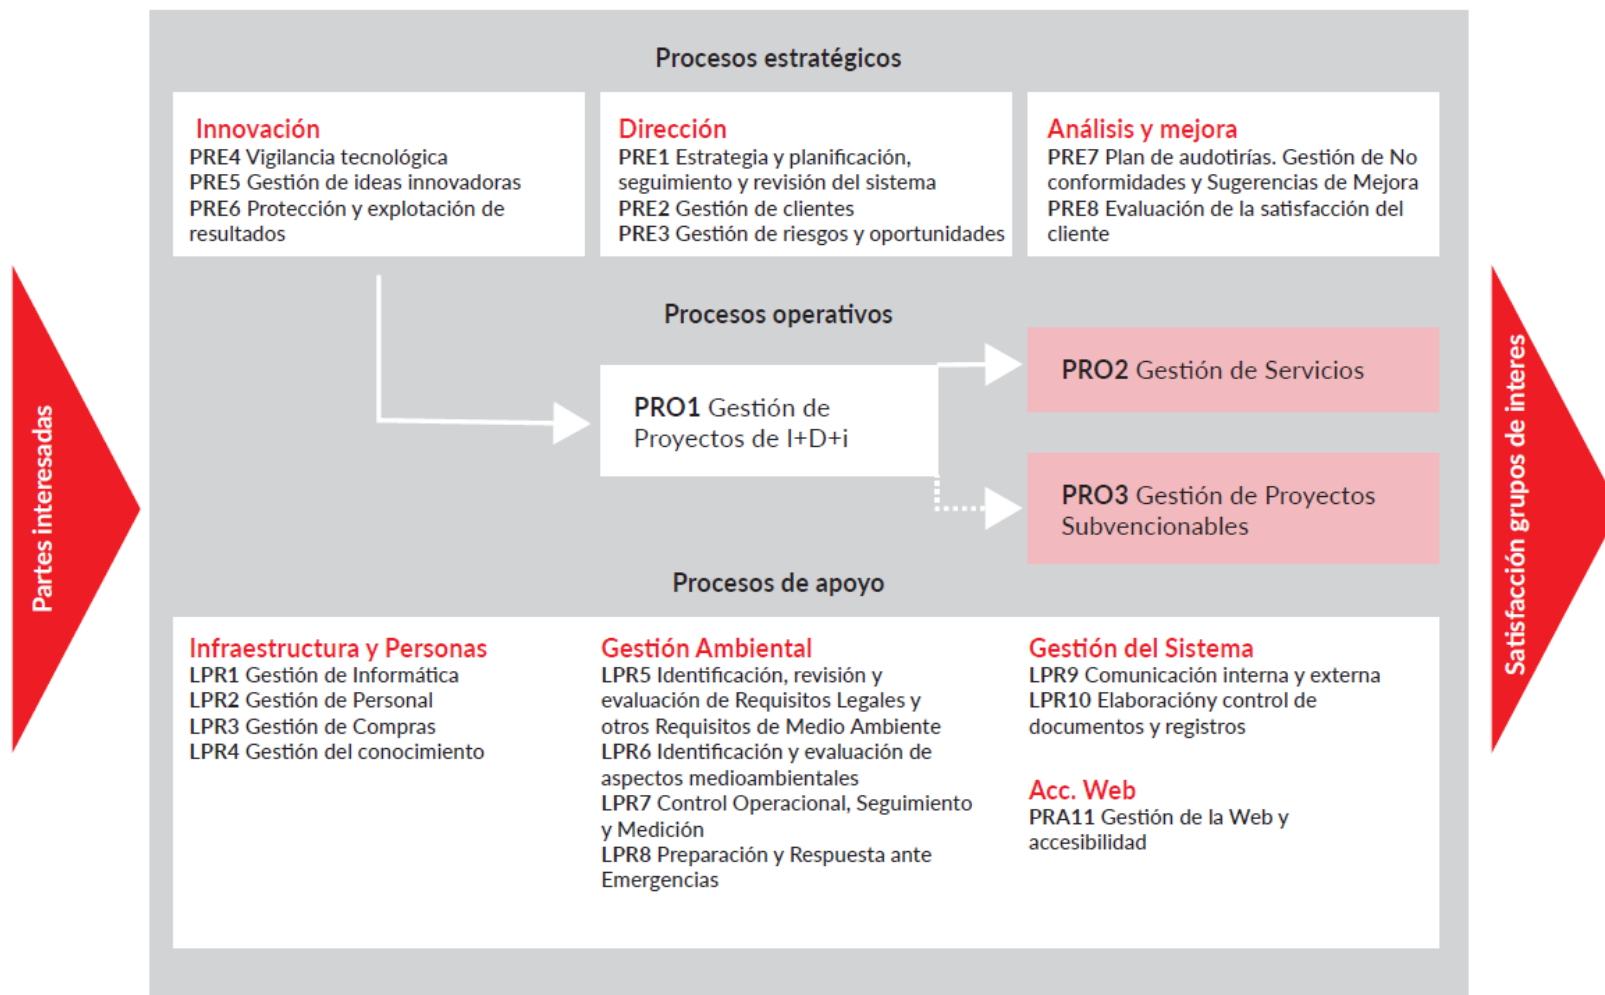 Procesos estratégicos
Innovación
PRE4 Vigilancia tecnológica
PRE5 Gestión de ideas innovadoras
PRE6 Protección y explotación de
resultados
Dirección
PRE1 Estrategia y planificación,
seguimiento y revisión del sistema
PRE2 Gestión de clientes
PRE3 Gestión de riesgos y oportunidades
Análisis y mejora
PRE7 Plan de audotirías. Gestión de No
conformidades y Sugerencias de Mejora
PRE8 Evaluación de la satisfacción del
cliente
Partes interesadas
Procesos operativos
PRO1 Gestión de
Proyectos de I+D+i
PRO2 Gestión de Servicios
PRO3 Gestión de Proyectos
Subvencionables
Satisfacción grupos de interes
Procesos de apoyo
Infraestructura y Personas
LPR1 Gestión de Informática
LPR2 Gestión de Personal
LPR3 Gestión de Compras
LPR4 Gestión del conocimiento
Gestión Ambiental
LPR5 Identificación, revisión y
evaluación de Requisitos Legales y
otros Requisitos de Medio Ambiente
LPR6 Identificación y evaluación de
aspectos medioambientales
LPR7 Control Operacional, Seguimiento
y Medición
LPR8 Preparación y Respuesta ante
Emergencias
Gestión del Sistema
LPR9 Comunicación interna y externa
LPR10 Elaboracióny control de
documentos y registros
Acc. Web
PRA11 Gestión de la Web y
accesibilidad